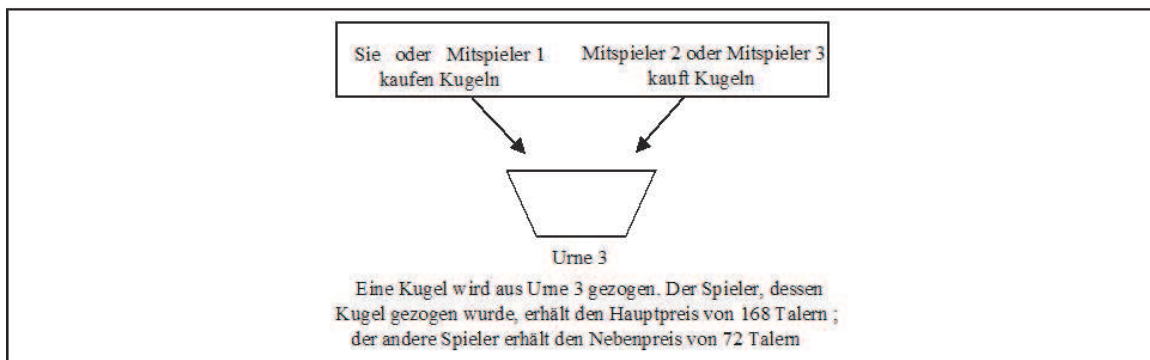 Sie oder Mitspieler 1
kaufen Kugeln
Mitspieler 2 oder Mitspieler 3
kauft Kugeln
Urne 3
Eine Kugel wird aus Urne 3 gezogen. Der Spieler, dessen
Kugel gezogen wurde, erhält den Hauptpreis von 168 Talern ;
der andere Spieler erhält den Nebenpreis von 72 Talern